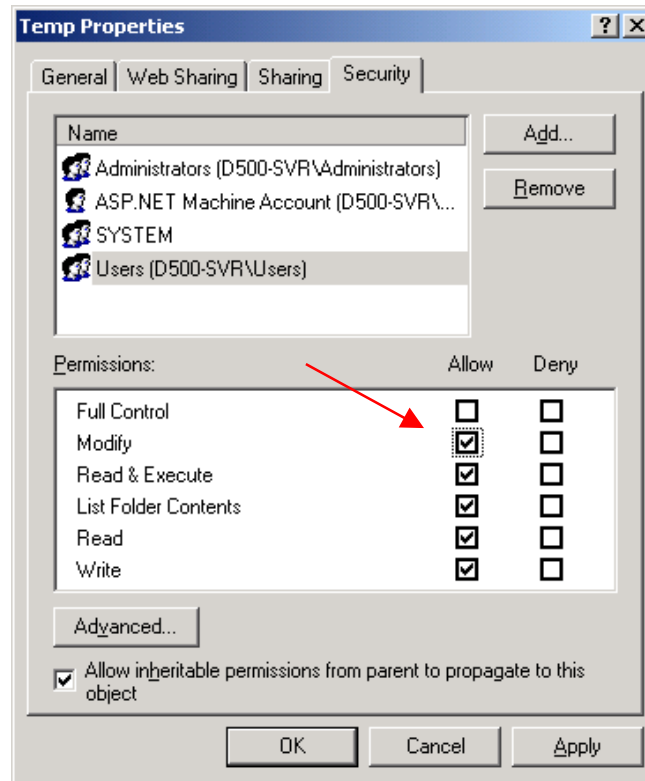 Temp Properties
? X
General Web Sharing Sharing Security
Name
Administrators (D500-SVR\Administrators)
ASP.NET Machine Account (D500-SVR\...
SYSTEM
Users (D500-SVR\Users)
Add...
Remove
Permissions: Allow Deny
Full Control
Modify
Read & Execute
List Folder Contents
Read
Write
Advanced...
Allow inheritable permissions from parent to propagate to this
object
OK Cancel Apply